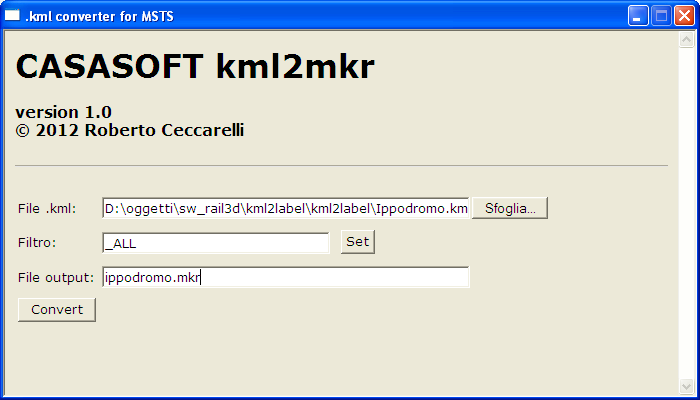 .kml converter for MSTS
CASASOFT kml2mkr
version 1.0
© 2012 Roberto Ceccarelli
File .kml: D:\oggetti\sw_rail3d\kml2label\kml2label\Ippodromo.km Sfoglia...
Filtro: _ALL Set
File output: ippodromo.mkr
Convert